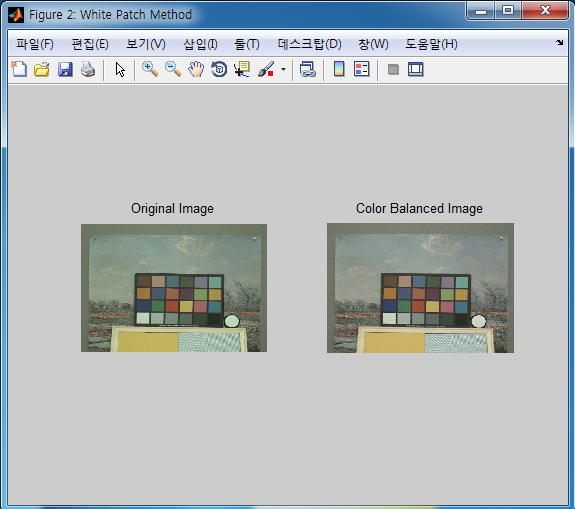 Figure 2: White Patch Method
파일(F) 편집(E) 보기(V) 삽입(I) 툴(T) 데스크탑(D) 창(W) 도움말(H)
Original Image
Color Balanced Image